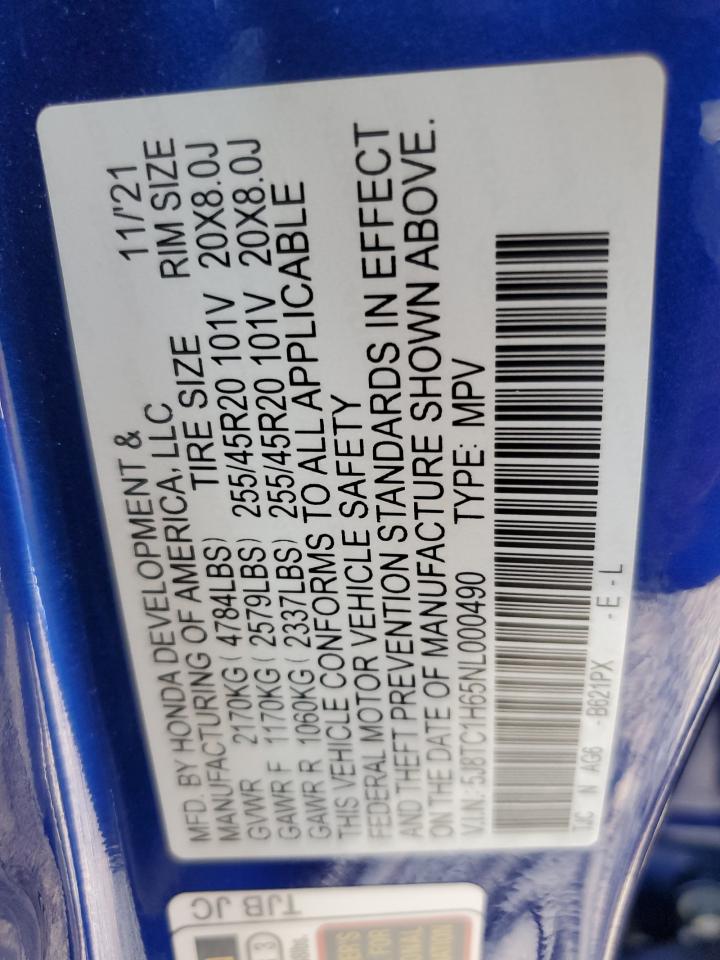 MFD. BY HONDA DEVELOPMENT & 11/'21
MANUFACTURING OF AMERICA, LLC RIM SIZE
GVWR 2170KG ( 4784LBS) TIRE SIZE
GAWR F 1170KG ( 2579LBS) 255/45R20 101V 20X8.0J
GAWR R 1060KG ( 2337LBS) 255/45R20 101V 20X8.0J
THIS VEHICLE CONFORMS TO ALL APPLICABLE
FEDERAL MOTOR VEHICLE SAFETY
AND THEFT PREVENTION STANDARDS IN EFFECT
ON THE DATE OF MANUFACTURE SHOWN ABOVE.
V.I.N: 5J8TC1H65NL000490 TYPE: MPV
TJC N AG6 -B621PX -E-L
TJB JC